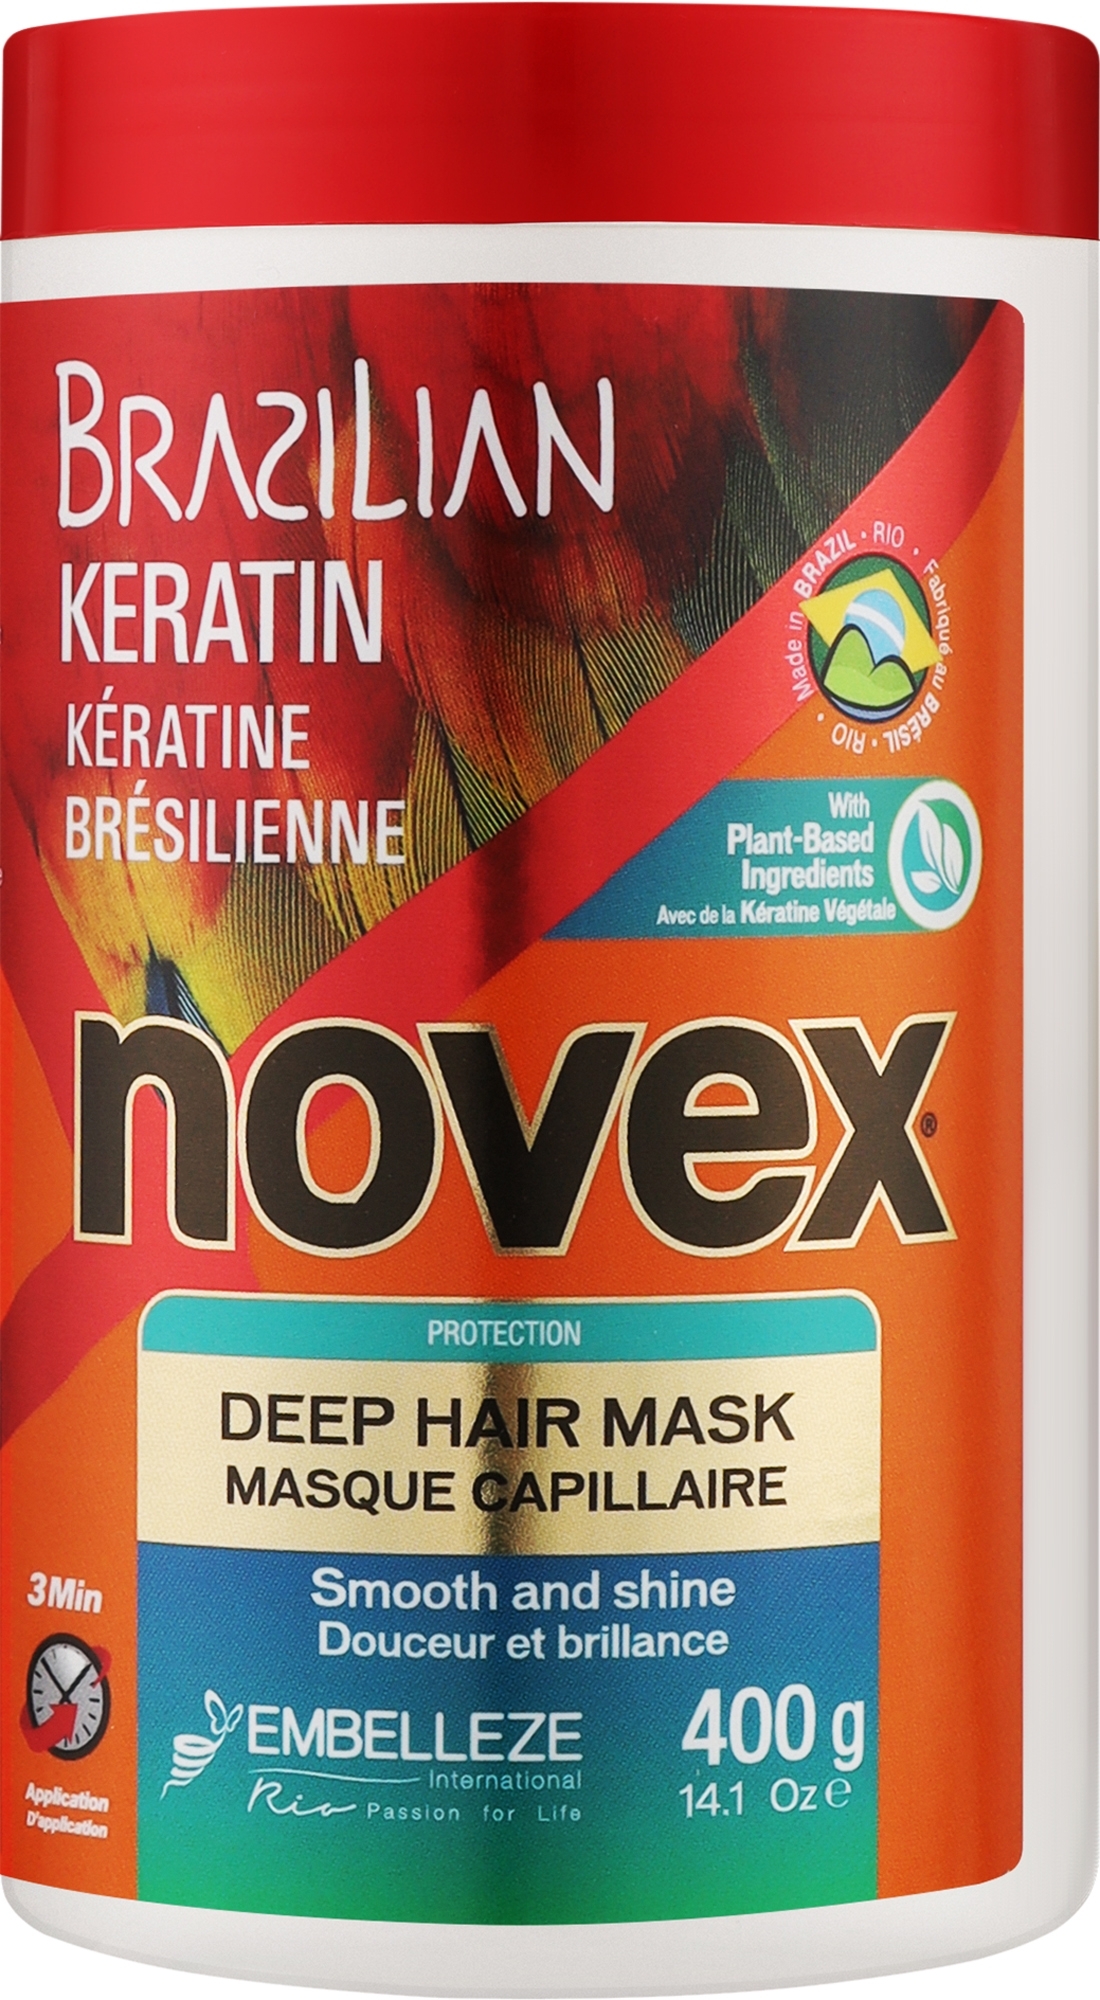 BRAZILIAN
KERATIN
KÉRATINE
BRÉSILIENNE
Made in BRAZIL • RIO • Fabriqué au BRÉSIL • RIO •
With
Plant-Based
Ingredients
Avec de la Kératine Végétale
novex®
PROTECTION
DEEP HAIR MASK
MASQUE CAPILLAIRE
Smooth and shine
Douceur et brillance
3Min
Application
D'application
EMBELLEZE
International
Rio Passion for Life
400 g
14.1 Oz e